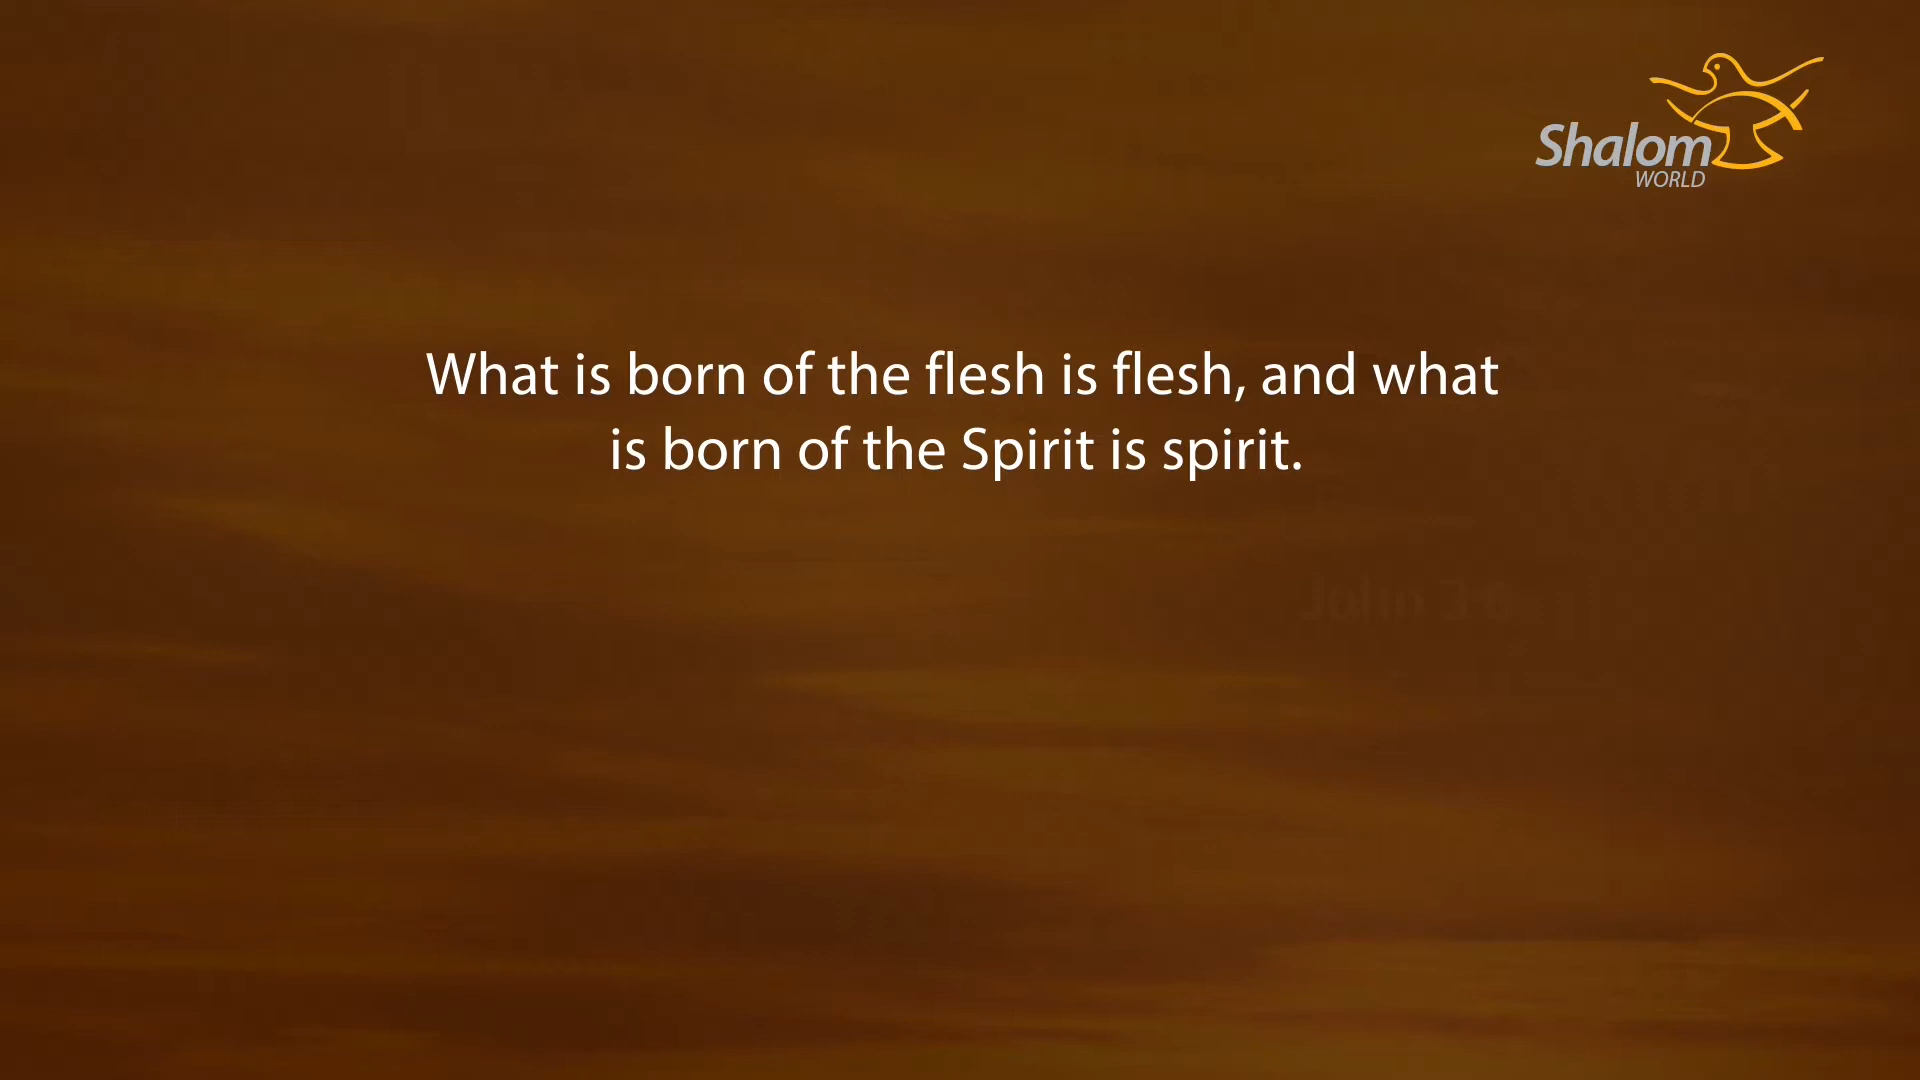 Shalom
WORLD
What is born of the flesh is flesh, and what
is born of the Spirit is spirit.